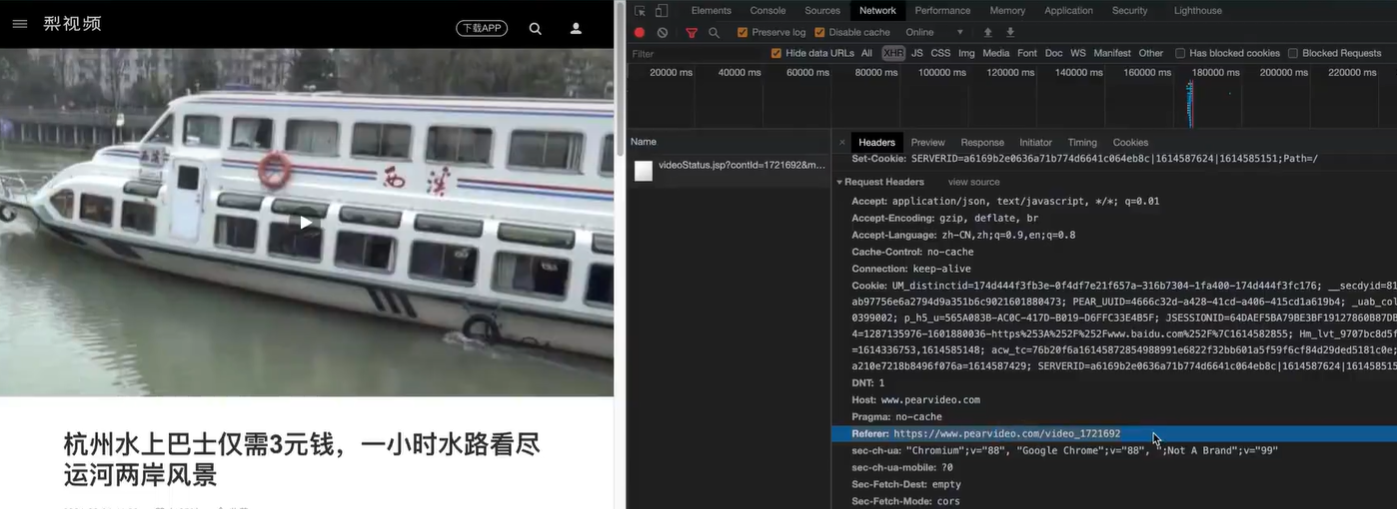 梨视频
下载APP
西溪
西溪
杭州水上巴士仅需3元钱，一小时水路看尽
运河两岸风景
Elements Console Sources Network Performance Memory Application Security Lighthouse
Preserve log Disable cache Online
Filter Hide data URLs All XHR JS CSS Img Media Font Doc WS Manifest Other Has blocked cookies Blocked Requests
20000 ms 40000 ms 60000 ms 80000 ms 100000 ms 120000 ms 140000 ms 160000 ms 180000 ms 200000 ms 220000 ms
Name
videoStatus.jsp?contId=1721692&m…
× Headers Preview Response Initiator Timing Cookies
Set-Cookie: SERVERID=a6169b2e0636a71b774d6641c064eb8c|1614587624|1614585151;Path=/
Request Headers view source
Accept: application/json, text/javascript, */*; q=0.01
Accept-Encoding: gzip, deflate, br
Accept-Language: zh-CN,zh;q=0.9,en;q=0.8
Cache-Control: no-cache
Connection: keep-alive
Cookie: UM_distinctid=174d444f3fb3e-0f4df7e21f657a-316b7304-1fa400-174d444f3fc176; __secdyid=81
ab97756e6a2794d9a351b6c9021601880473; PEAR_UUID=4666c32d-a428-41cd-a406-415cd1a619b4; _uab_col
0399002; p_h5_u=565A083B-AC0C-417D-B019-D6FFC33E4B5F; JSESSIONID=64DAEF5BA79BE3BF19127860B87DB
4=1287135976-1601880036-https%253A%252F%252Fwww.baidu.com%252F%7C1614582855; Hm_lvt_9707bc8d5f
=1614336753,1614585148; acw_tc=76b20f6a16145872854988991e6822f32bb601a5f59f6cf84d29ded5181c0e;
a210e7218b8496f076a=1614587429; SERVERID=a6169b2e0636a71b774d6641c064eb8c|1614587624|161458515
DNT: 1
Host: www.pearvideo.com
Pragma: no-cache
Referer: https://www.pearvideo.com/video_1721692
sec-ch-ua: "Chromium";v="88", "Google Chrome";v="88", ";Not A Brand";v="99"
sec-ch-ua-mobile: ?0
Sec-Fetch-Dest: empty
Sec-Fetch-Mode: cors